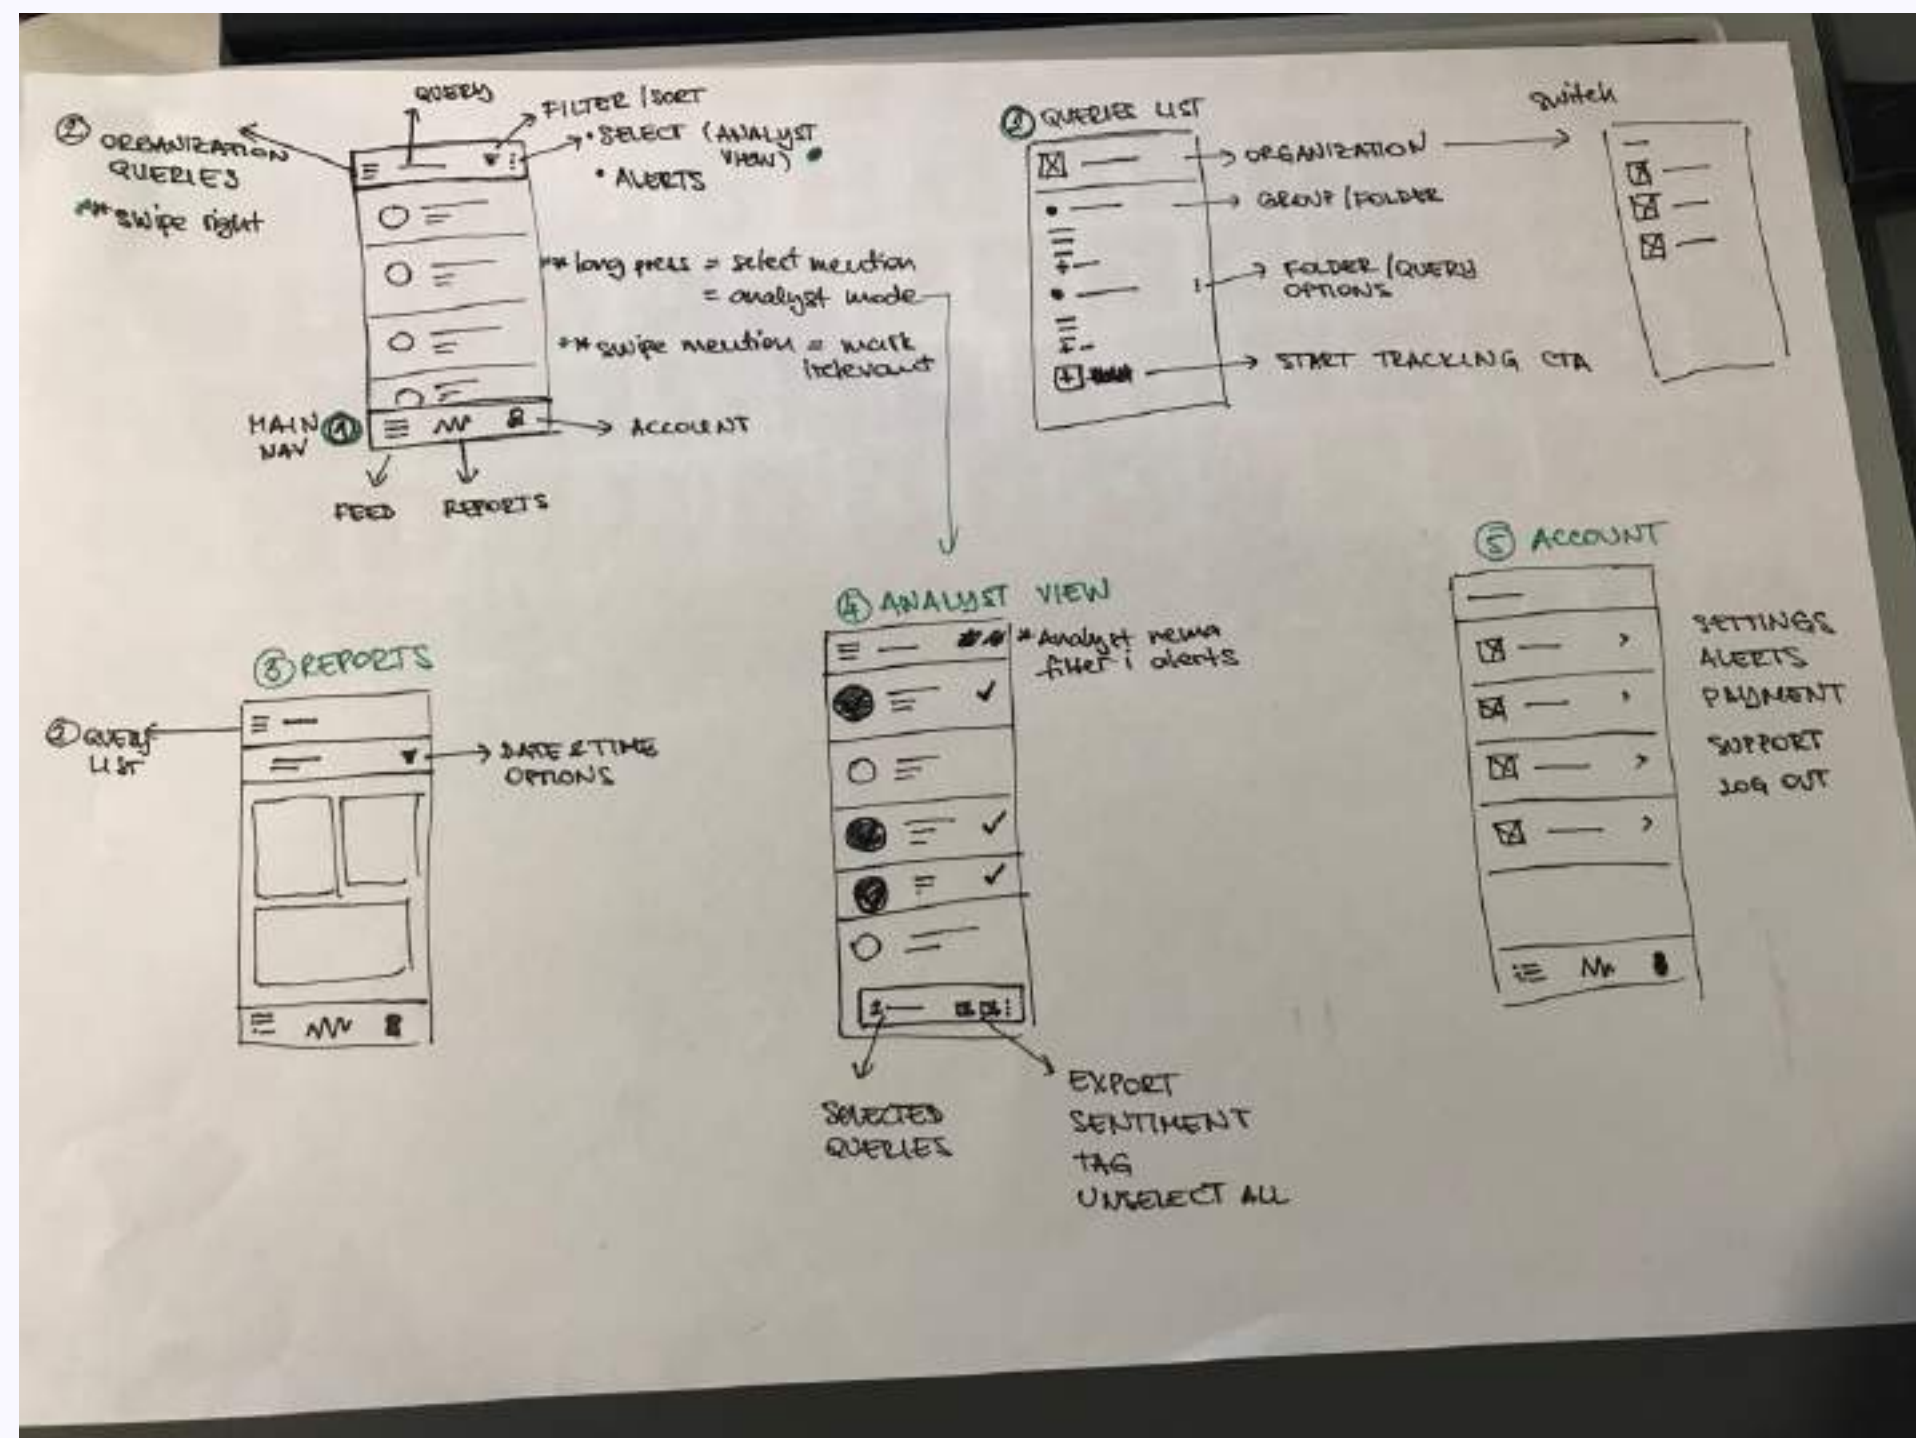 QUERY
FILTER / SORT
• SELECT (ANALYST
VIEW)
• ALERTS
② ORGANIZATION
QUERIES
** swipe right
** long press = select mention
= analyst mode
** swipe mention = mark
irelevant
MAIN
NAV ①
ACCOUNT
FEED
REPORTS
② QUERIES LIST
ORGANIZATION
Switch
GROUP / FOLDER
FOLDER / QUERY
OPTIONS
START TRACKING CTA
③ REPORTS
② QUERY
LIST
DATE & TIME
OPTIONS
④ ANALYST VIEW
* Analyst nema
filter i alerts
SELECTED
QUERIES
EXPORT
SENTIMENT
TAG
UNSELECT ALL
⑤ ACCOUNT
SETTINGS
ALERTS
PAYMENT
SUPPORT
LOG OUT